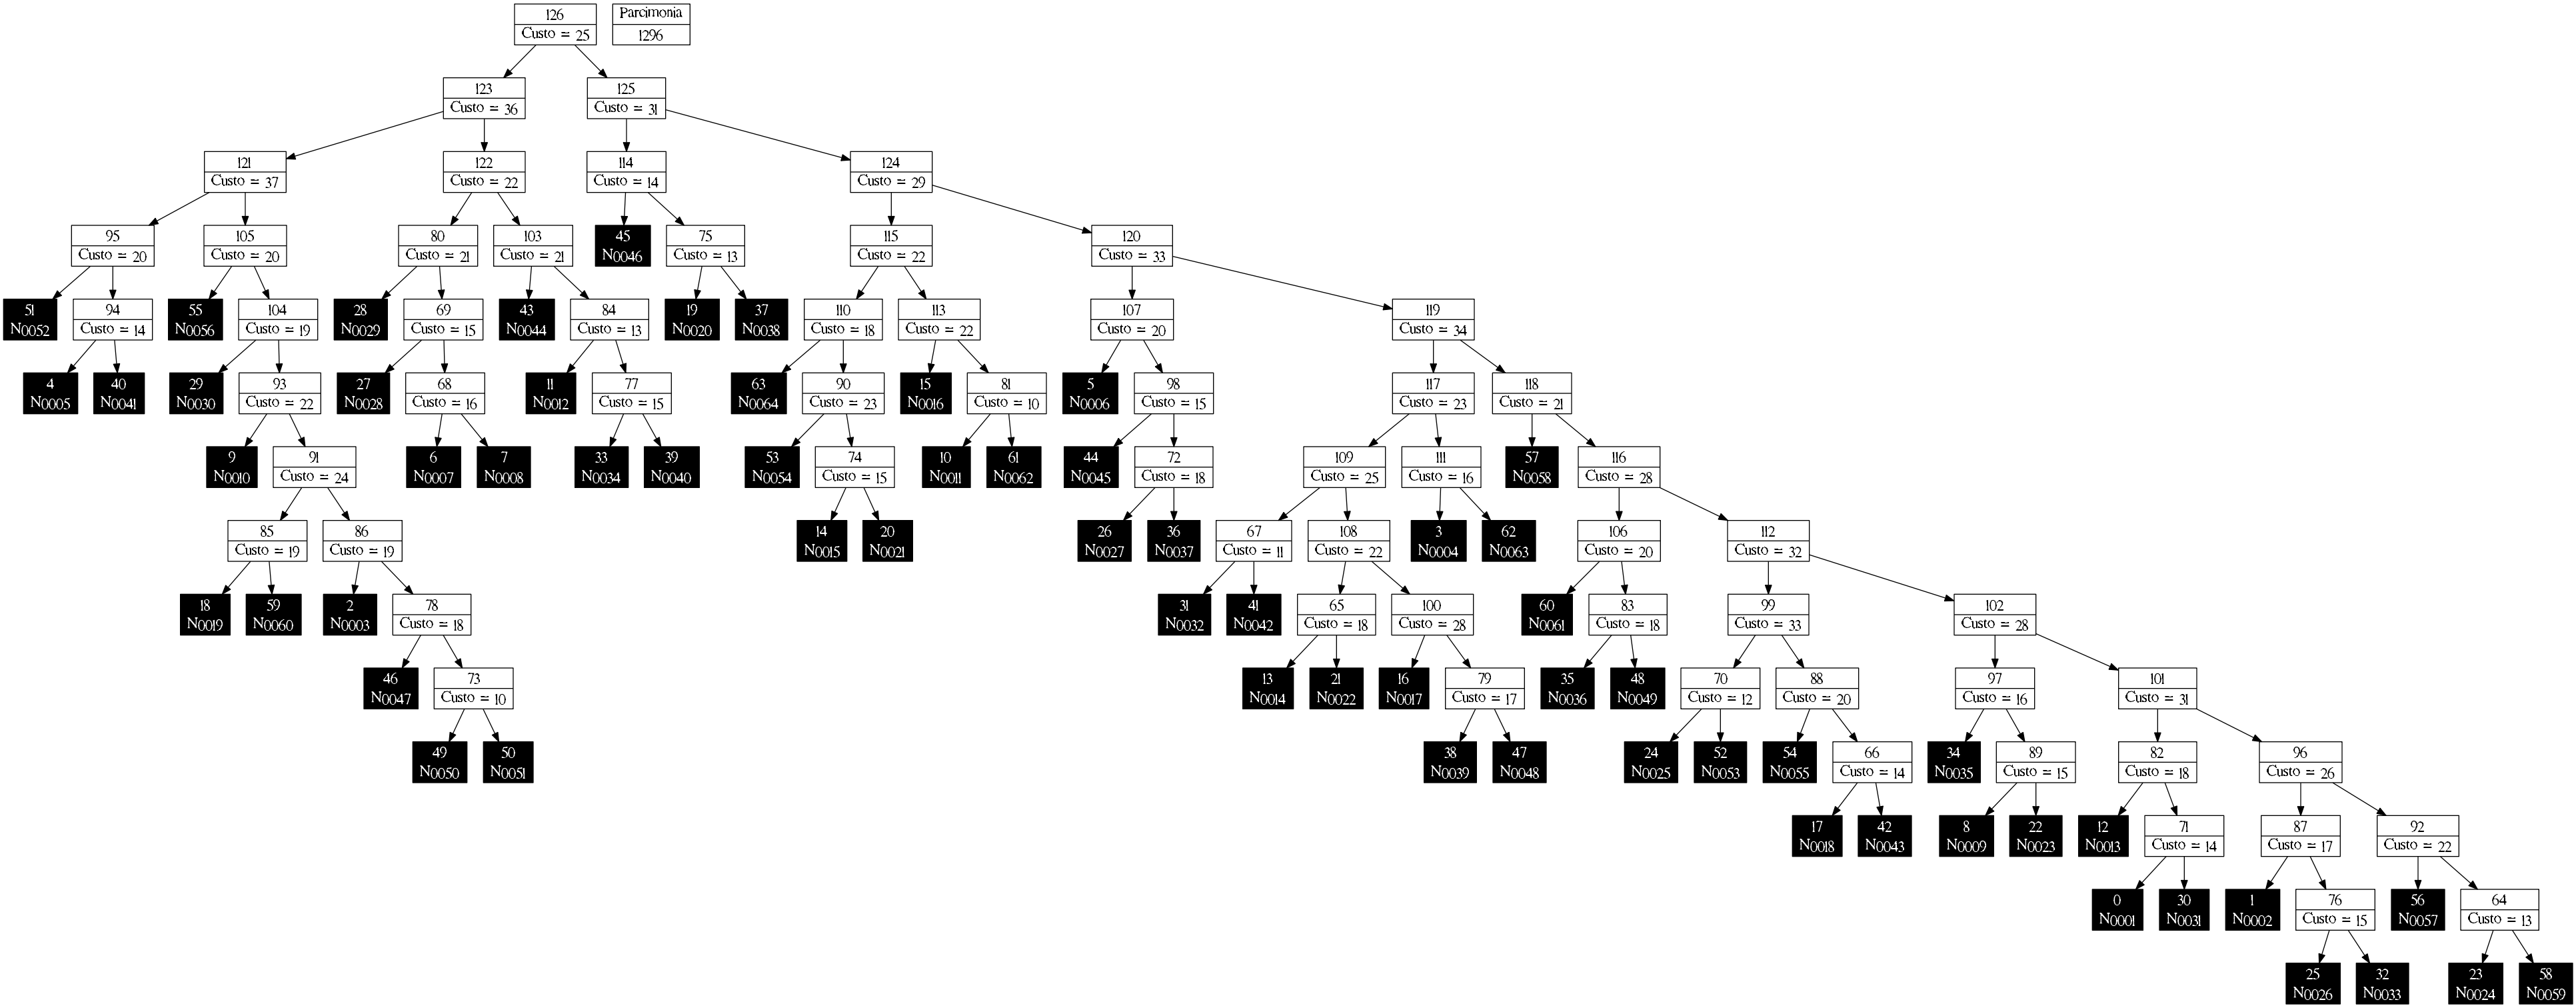 126
Custo = 25
Parcimonia
1296
123
Custo = 36
125
Custo = 31
121
Custo = 37
122
Custo = 22
114
Custo = 14
124
Custo = 29
95
Custo = 20
105
Custo = 20
80
Custo = 21
103
Custo = 21
45
N0046
75
Custo = 13
115
Custo = 22
120
Custo = 33
51
N0052
94
Custo = 14
55
N0056
104
Custo = 19
28
N0029
69
Custo = 15
43
N0044
84
Custo = 13
19
N0020
37
N0038
110
Custo = 18
113
Custo = 22
107
Custo = 20
119
Custo = 34
4
N0005
40
N0041
29
N0030
93
Custo = 22
27
N0028
68
Custo = 16
11
N0012
77
Custo = 15
63
N0064
90
Custo = 23
15
N0016
81
Custo = 10
5
N0006
98
Custo = 15
117
Custo = 23
118
Custo = 21
9
N0010
91
Custo = 24
6
N0007
7
N0008
33
N0034
39
N0040
53
N0054
74
Custo = 15
10
N0011
61
N0062
44
N0045
72
Custo = 18
109
Custo = 25
111
Custo = 16
57
N0058
116
Custo = 28
85
Custo = 19
86
Custo = 19
14
N0015
20
N0021
26
N0027
36
N0037
67
Custo = 11
108
Custo = 22
3
N0004
62
N0063
106
Custo = 20
112
Custo = 32
18
N0019
59
N0060
2
N0003
78
Custo = 18
31
N0032
41
N0042
65
Custo = 18
100
Custo = 28
60
N0061
83
Custo = 18
99
Custo = 33
102
Custo = 28
46
N0047
73
Custo = 10
13
N0014
21
N0022
16
N0017
79
Custo = 17
35
N0036
48
N0049
70
Custo = 12
88
Custo = 20
97
Custo = 16
101
Custo = 31
49
N0050
50
N0051
38
N0039
47
N0048
24
N0025
52
N0053
54
N0055
66
Custo = 14
34
N0035
89
Custo = 15
82
Custo = 18
96
Custo = 26
17
N0018
42
N0043
8
N0009
22
N0023
12
N0013
71
Custo = 14
87
Custo = 17
92
Custo = 22
0
N0001
30
N0031
1
N0002
76
Custo = 15
56
N0057
64
Custo = 13
25
N0026
32
N0033
23
N0024
58
N0059